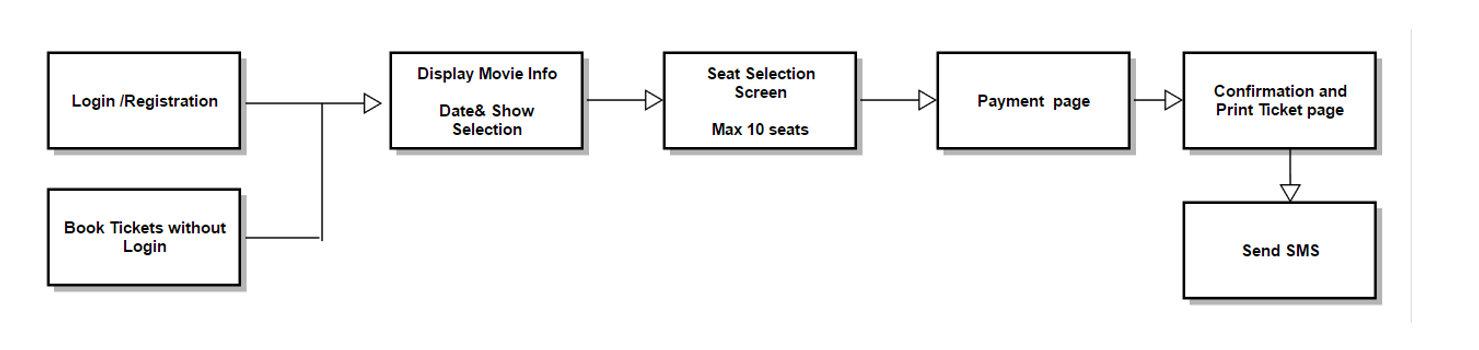 Login /Registration
Display Movie Info
Date& Show
Selection
Seat Selection
Screen
Max 10 seats
Payment  page
Confirmation and
Print Ticket page
Book Tickets without
Login
Send SMS